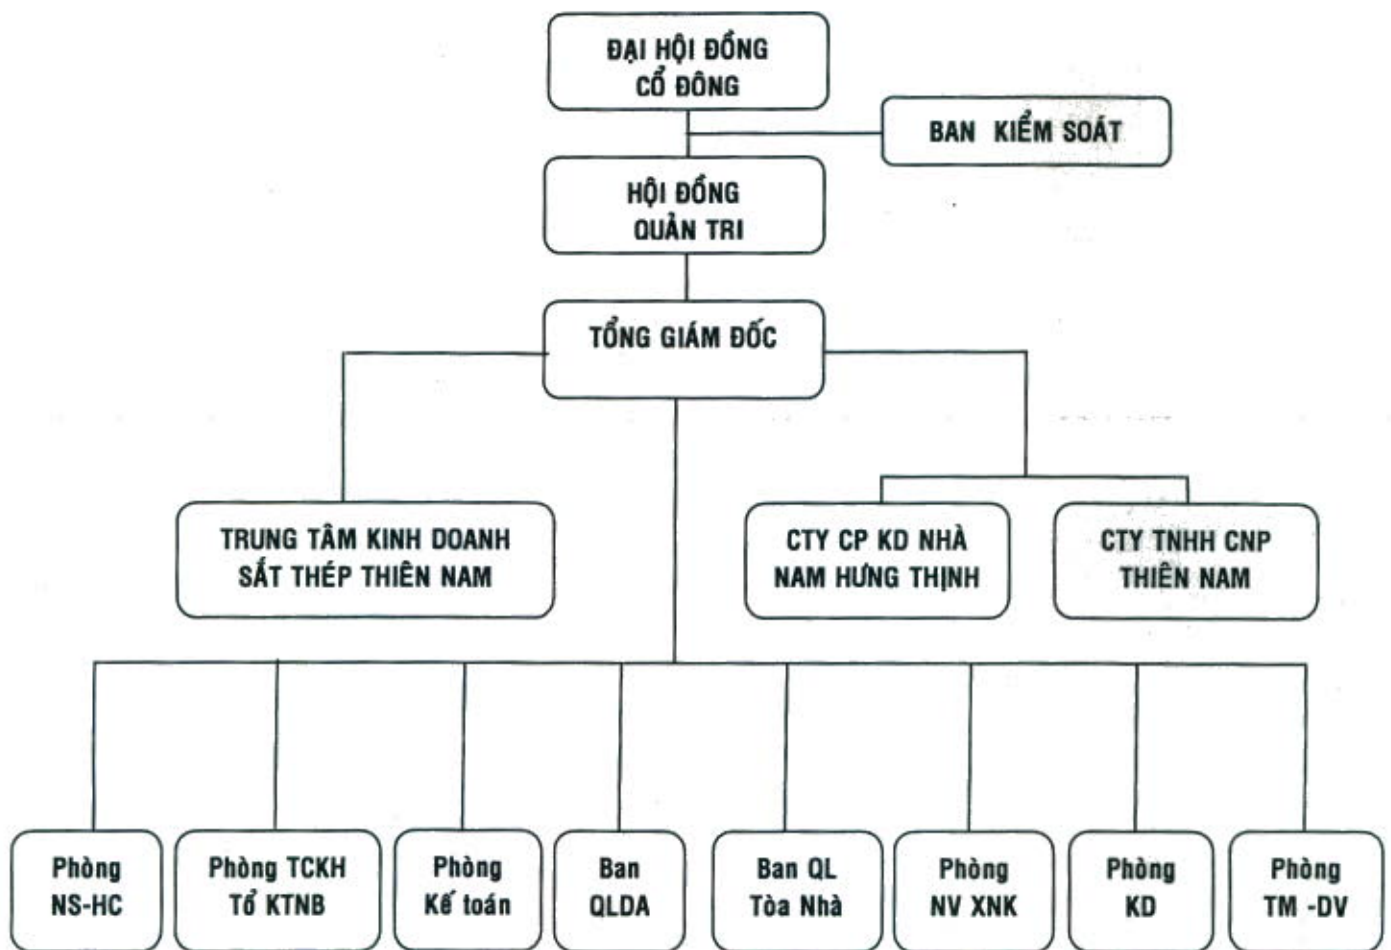 ĐẠI HỘI ĐỒNG
CỔ ĐÔNG
BAN KIỂM SOÁT
HỘI ĐỒNG
QUẢN TRI
TỔNG GIÁM ĐỐC
TRUNG TÂM KINH DOANH
SẮT THÉP THIÊN NAM
CTY CP KD NHÀ
NAM HƯNG THỊNH
CTY TNHH CNP
THIÊN NAM
Phòng
NS-HC
Phòng TCKH
Tổ KTNB
Phòng
Kế toán
Ban
QLDA
Ban QL
Tòa Nhà
Phòng
NV XNK
Phòng
KD
Phòng
TM -DV